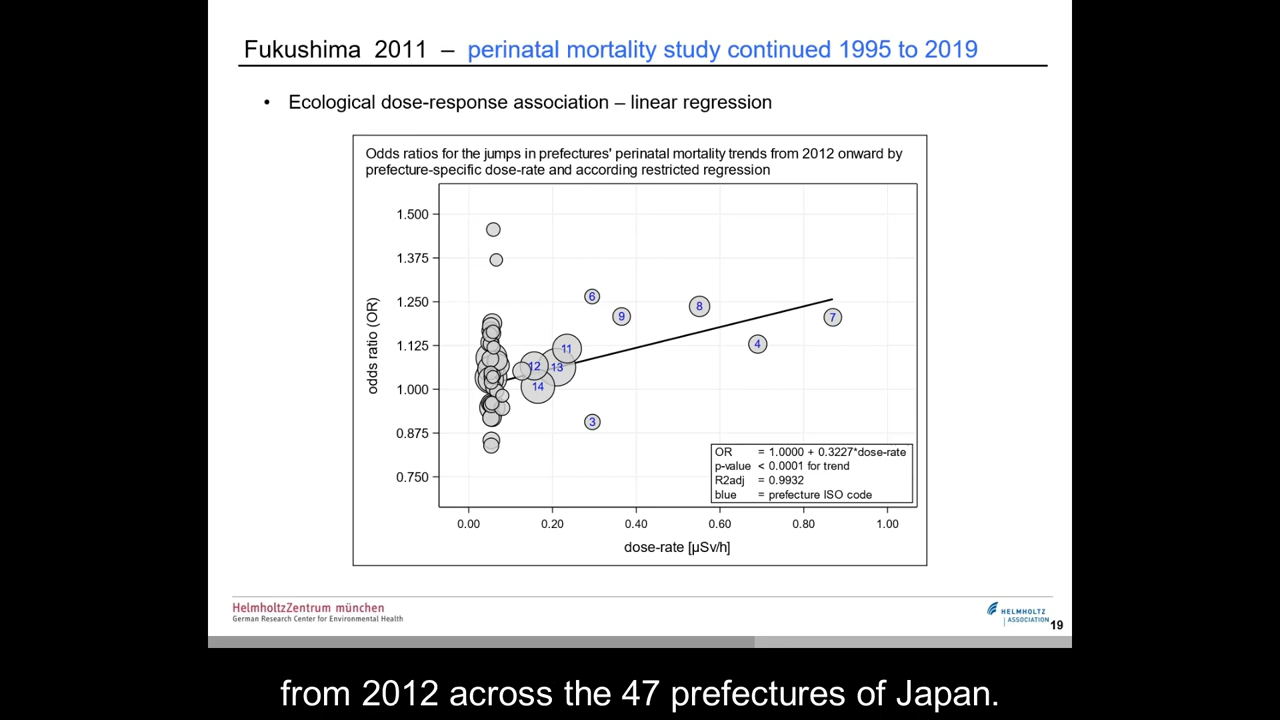 Fukushima 2011 – perinatal mortality study continued 1995 to 2019
• Ecological dose-response association – linear regression
Odds ratios for the jumps in prefectures' perinatal mortality trends from 2012 onward by
prefecture-specific dose-rate and according restricted regression
odds ratio (OR)
1.500
1.375
1.250
1.125
1.000
0.875
0.750
6
9
8
7
4
11
12
13
14
3
OR = 1.0000 + 0.3227*dose-rate
p-value < 0.0001 for trend
R2adj = 0.9932
blue = prefecture ISO code
0.00 0.20 0.40 0.60 0.80 1.00
dose-rate [µSv/h]
HelmholtzZentrum münchen
German Research Center for Environmental Health
HELMHOLTZ
| ASSOCIATION
19
from 2012 across the 47 prefectures of Japan.